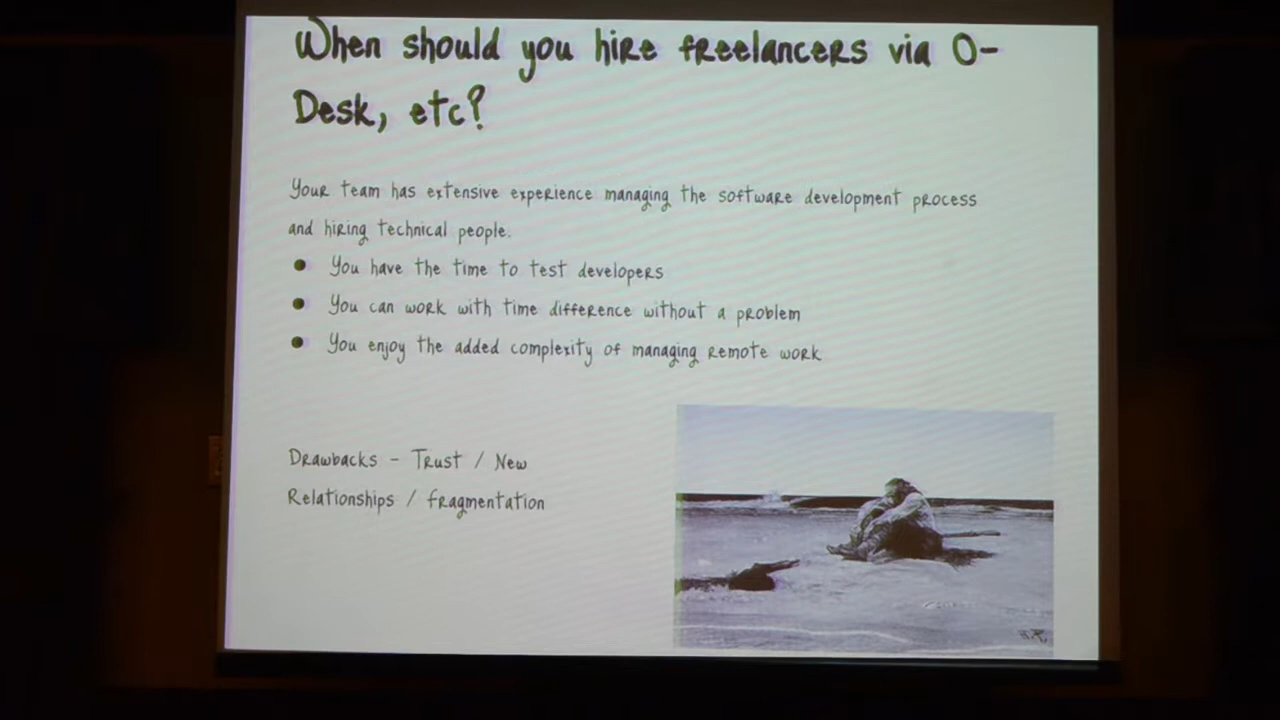 When should you hire freelancers via O-
Desk, etc?
Your team has extensive experience managing the software development process
and hiring technical people.
You have the time to test developers
You can work with time difference without a problem
You enjoy the added complexity of managing remote work
Drawbacks - Trust / New
Relationships / fragmentation